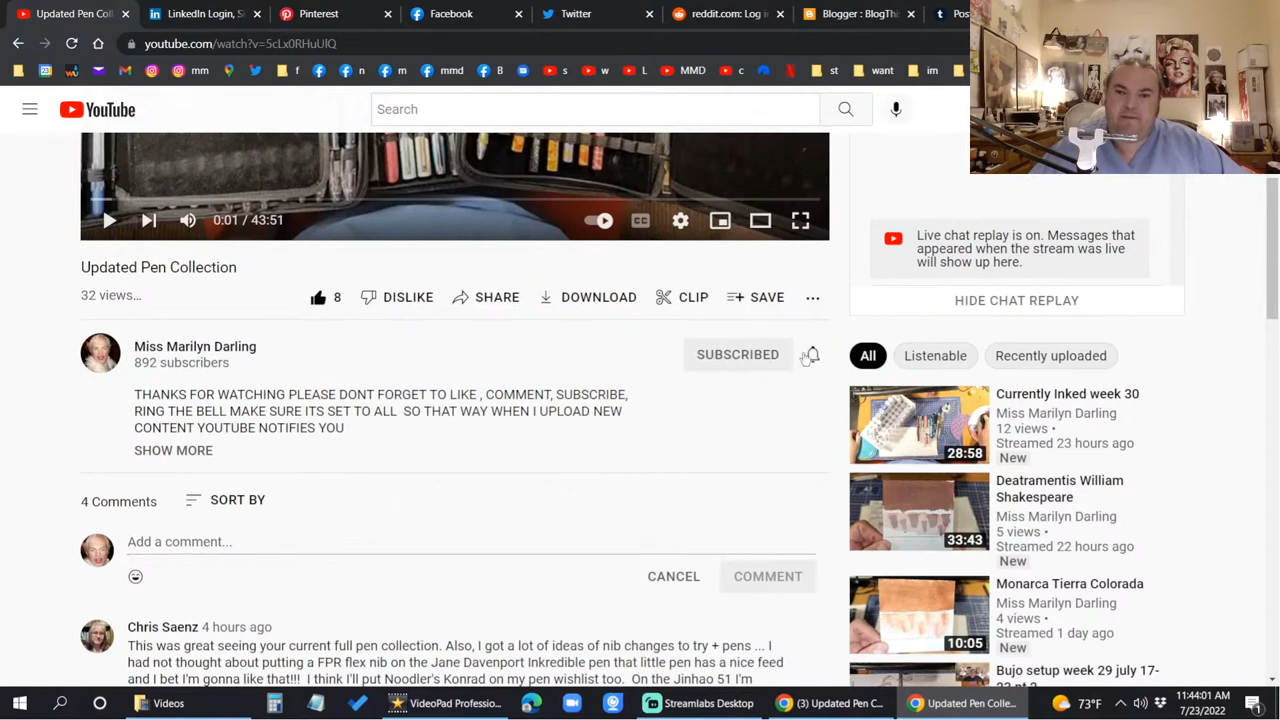 Updated Pen Collection
LinkedIn Login, S
Pinterest
Facebook
Twitter
reddit.com: Log i
Blogger : BlogThi
Pos
youtube.com/watch?v=5cLx0RHuUlQ
mm
f
n
m
mmd
B
s
w
L
MMD
c
st
want
im
YouTube
Search
0:01 / 43:51
CC
Live chat replay is on. Messages that
appeared when the stream was live
will show up here.
HIDE CHAT REPLAY
Updated Pen Collection
32 views...
8
DISLIKE
SHARE
DOWNLOAD
CLIP
SAVE
Miss Marilyn Darling
892 subscribers
SUBSCRIBED
THANKS FOR WATCHING PLEASE DONT FORGET TO LIKE , COMMENT, SUBSCRIBE,
RING THE BELL MAKE SURE ITS SET TO ALL SO THAT WAY WHEN I UPLOAD NEW
CONTENT YOUTUBE NOTIFIES YOU
SHOW MORE
All
Listenable
Recently uploaded
Currently Inked week 30
Miss Marilyn Darling
12 views •
Streamed 23 hours ago
New
28:58
Deatramentis William
Shakespeare
Miss Marilyn Darling
5 views •
Streamed 22 hours ago
New
33:43
Monarca Tierra Colorada
Miss Marilyn Darling
4 views •
Streamed 1 day ago
New
10:05
Bujo setup week 29 july 17-
4 Comments
SORT BY
Add a comment...
CANCEL
COMMENT
Chris Saenz 4 hours ago
This was great seeing your current full pen collection. Also, I got a lot of ideas of nib changes to try + pens ... I
had not thought about putting a FPR flex nib on the Jane Davenport Inkredible pen that little pen has a nice feed
and I bet I'm gonna like that!!! I think I'll put Noodler's Konrad on my pen wishlist too. On the Jinhao 51 I'm
Videos
VideoPad Professio...
Streamlabs Desktop
(3) Updated Pen C...
Updated Pen Colle...
73°F
11:44:01 AM
7/23/2022
1